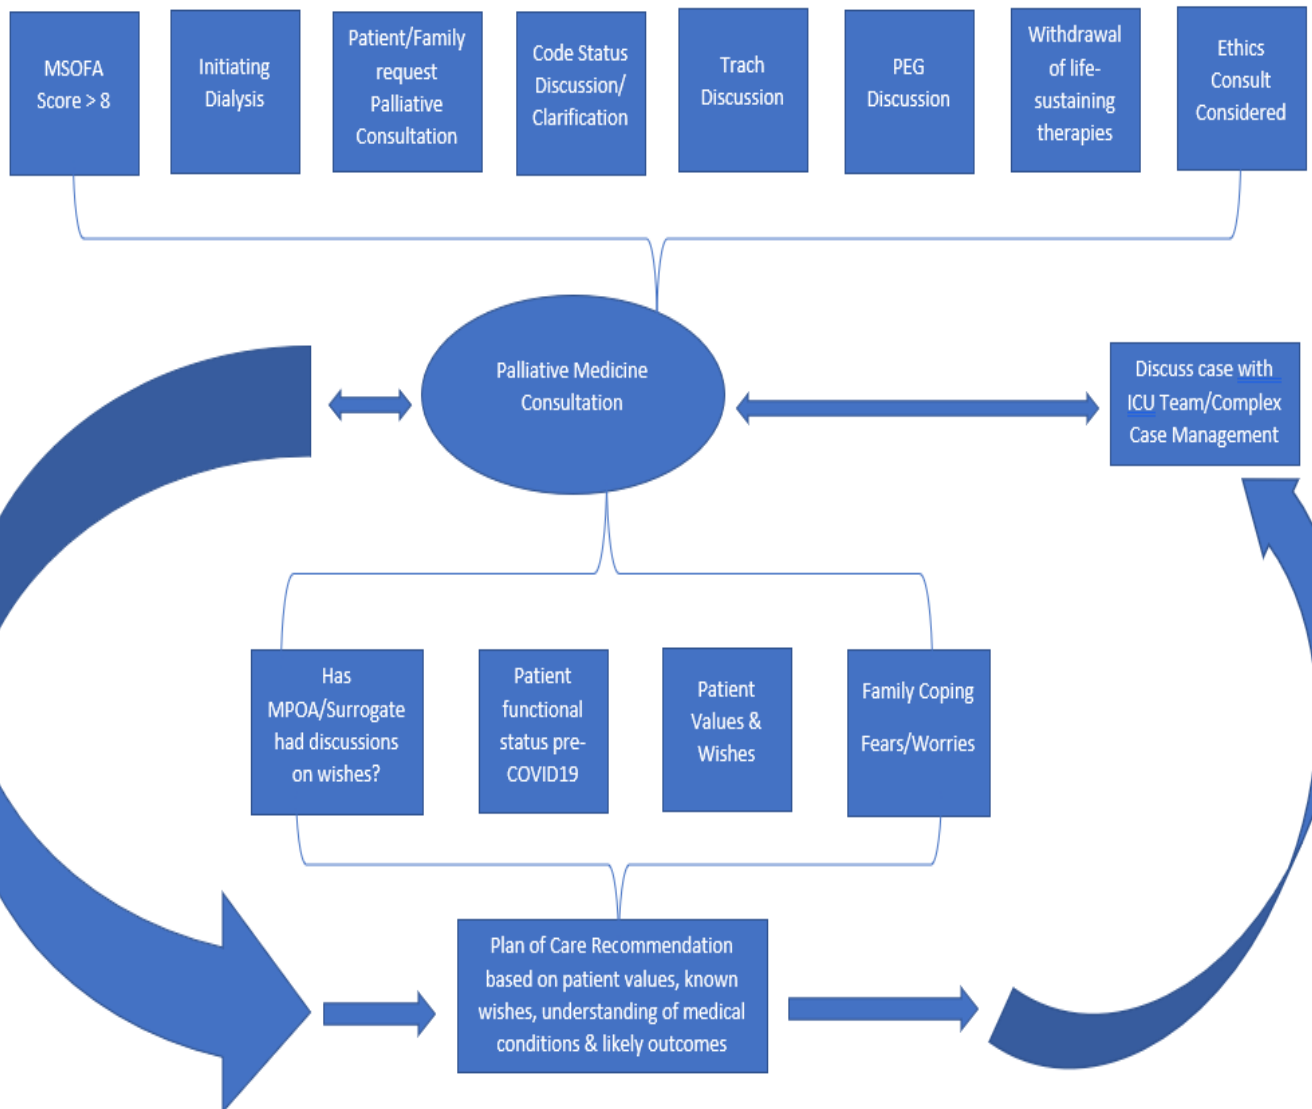 MSOFA
Score > 8
Initiating
Dialysis
Patient/Family
request
Palliative
Consultation
Code Status
Discussion/
Clarification
Trach
Discussion
PEG
Discussion
Withdrawal
of life-
sustaining
therapies
Ethics
Consult
Considered
Palliative Medicine
Consultation
Discuss case with
ICU Team/Complex
Case Management
Has
MPOA/Surrogate
had discussions
on wishes?
Patient
functional
status pre-
COVID19
Patient
Values &
Wishes
Family Coping
Fears/Worries
Plan of Care Recommendation
based on patient values, known
wishes, understanding of medical
conditions & likely outcomes